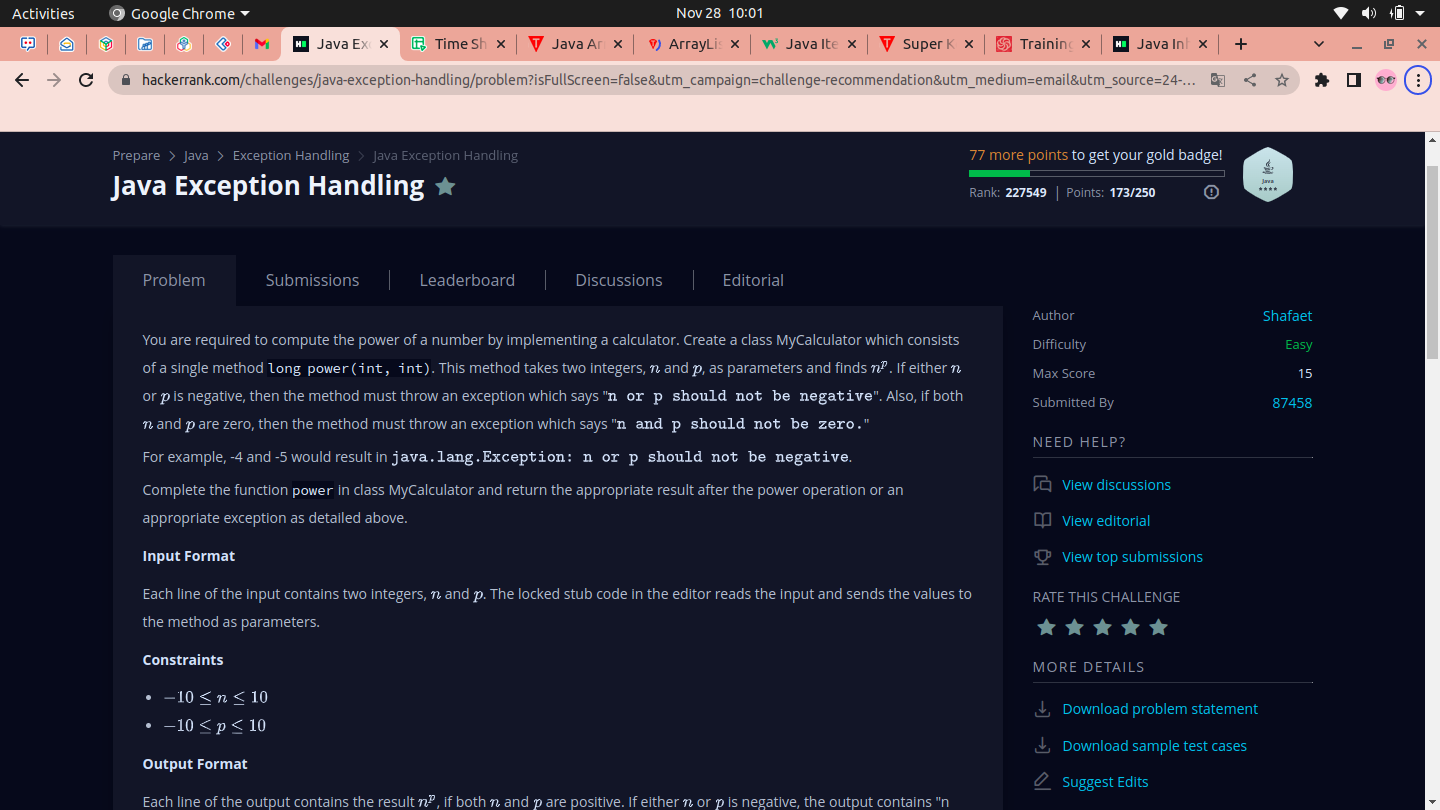 Activities
Google Chrome
Nov 28 10:01
Java Ex
Time Sh
Java Ar
ArrayLis
Java Ite
Super K
Training
Java Inh
hackerrank.com/challenges/java-exception-handling/problem?isFullScreen=false&utm_campaign=challenge-recommendation&utm_medium=email&utm_source=24-...
Prepare > Java > Exception Handling > Java Exception Handling
Java Exception Handling
77 more points to get your gold badge!
Rank: 227549 | Points: 173/250
Java
Problem
Submissions
Leaderboard
Discussions
Editorial
You are required to compute the power of a number by implementing a calculator. Create a class MyCalculator which consists
of a single method long power(int, int). This method takes two integers, n and p, as parameters and finds n^p. If either n
or p is negative, then the method must throw an exception which says "n or p should not be negative". Also, if both
n and p are zero, then the method must throw an exception which says "n and p should not be zero."
For example, -4 and -5 would result in java.lang.Exception: n or p should not be negative.
Complete the function power in class MyCalculator and return the appropriate result after the power operation or an
appropriate exception as detailed above.
Input Format
Each line of the input contains two integers, n and p. The locked stub code in the editor reads the input and sends the values to
the method as parameters.
Constraints
• −10 ≤ n ≤ 10
• −10 ≤ p ≤ 10
Output Format
Each line of the output contains the result n^p, if both n and p are positive. If either n or p is negative, the output contains "n
Author Shafaet
Difficulty Easy
Max Score 15
Submitted By 87458
NEED HELP?
View discussions
View editorial
View top submissions
RATE THIS CHALLENGE
MORE DETAILS
Download problem statement
Download sample test cases
Suggest Edits